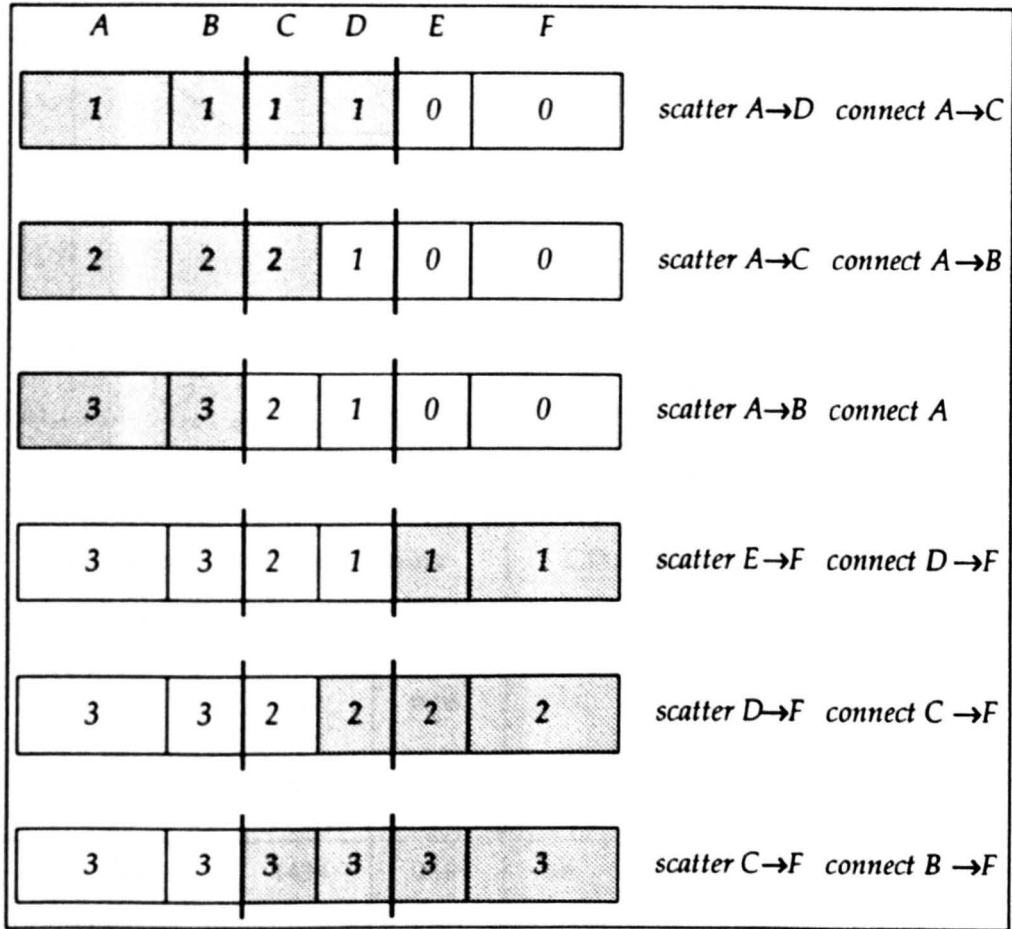 A B C D E F
1 1 1 1 0 0 scatter A→D connect A→C
2 2 2 1 0 0 scatter A→C connect A→B
3 3 2 1 0 0 scatter A→B connect A
3 3 2 1 1 1 scatter E→F connect D→F
3 3 2 2 2 2 scatter D→F connect C→F
3 3 3 3 3 3 scatter C→F connect B→F